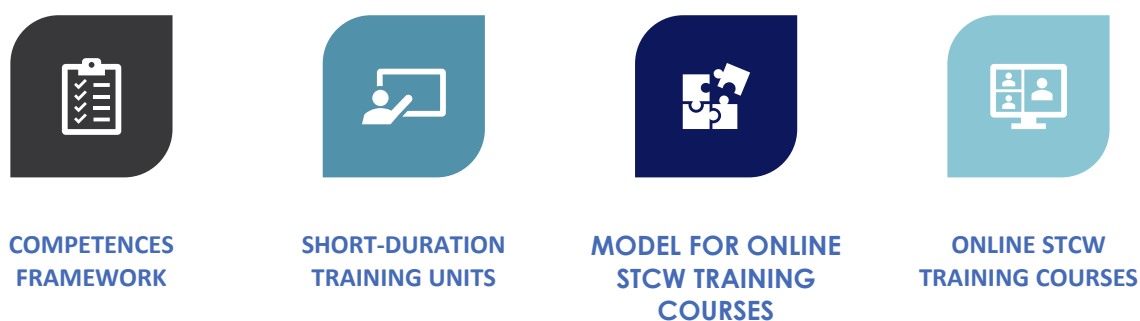 COMPETENCES
FRAMEWORK
SHORT-DURATION
TRAINING UNITS
MODEL FOR ONLINE
STCW TRAINING
COURSES
ONLINE STCW
TRAINING COURSES